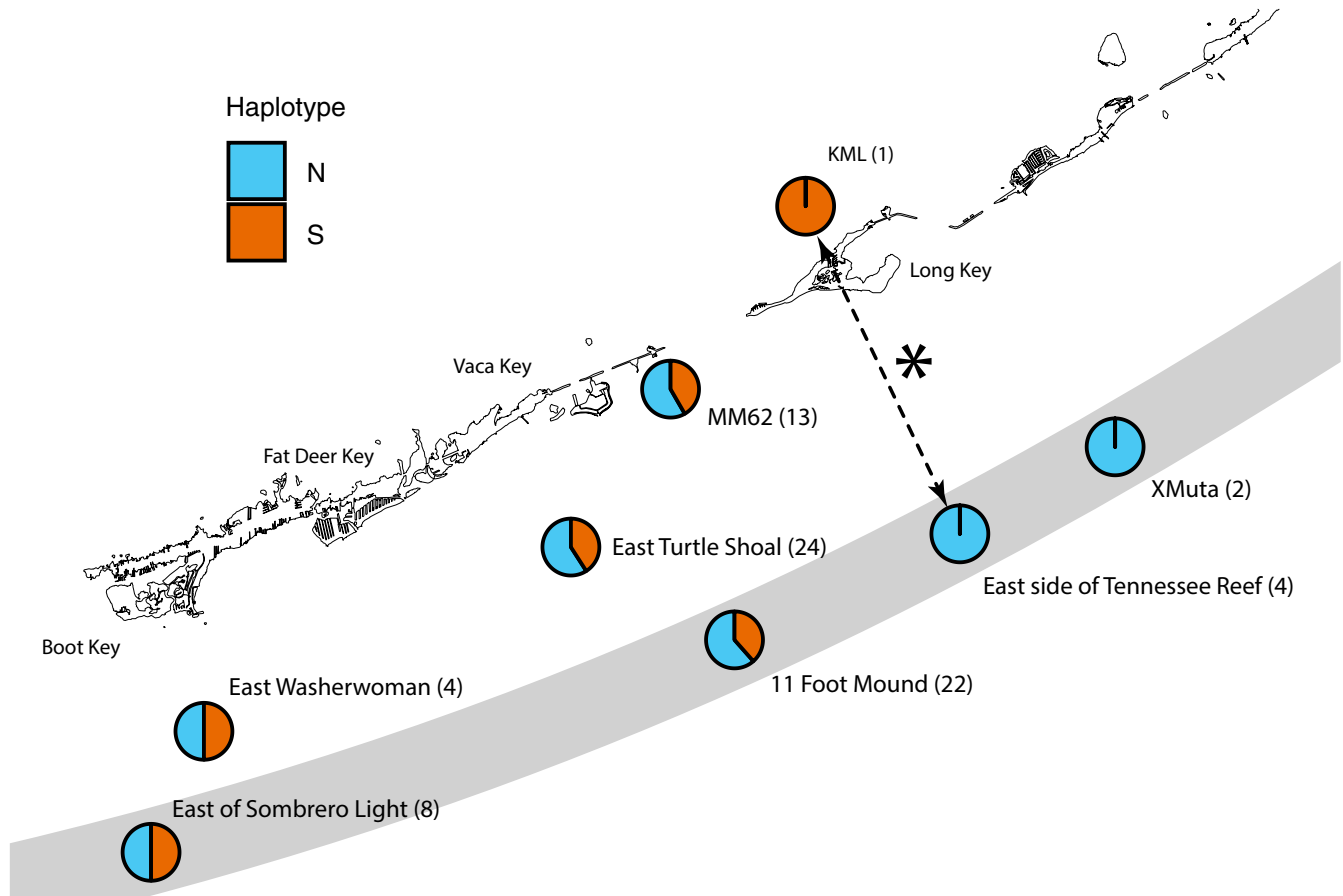 Haplotype
N
S
KML (1)
Long Key
Vaca Key
MM62 (13)
Fat Deer Key
XMuta (2)
East Turtle Shoal (24)
East side of Tennessee Reef (4)
Boot Key
11 Foot Mound (22)
East Washerwoman (4)
East of Sombrero Light (8)
*